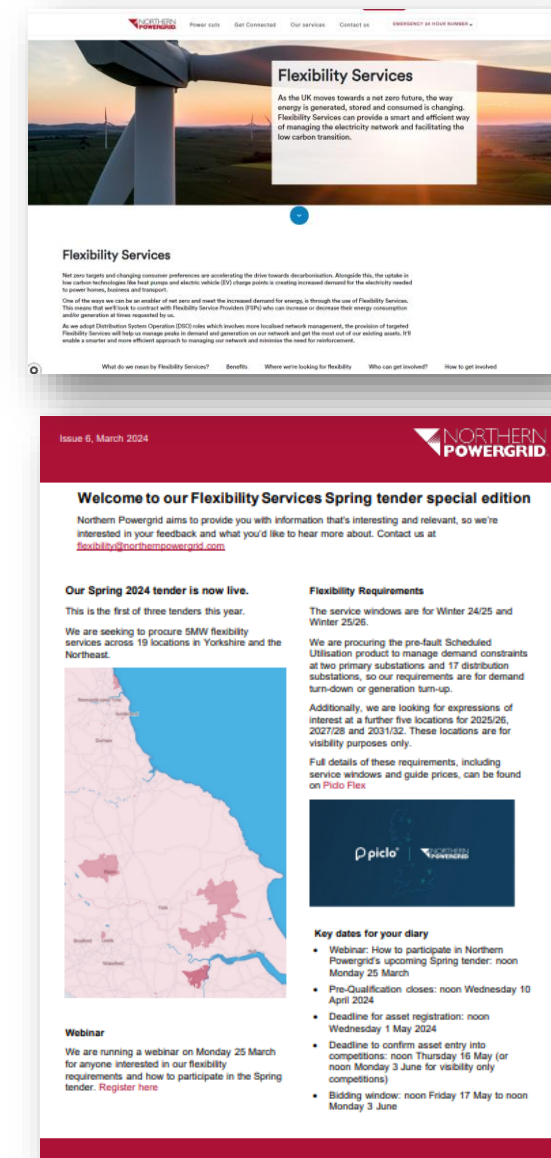 NORTHERN
POWERGRID
Power cuts Get Connected Our services Contact us EMERGENCY 24 HOUR NUMBER
Flexibility Services
As the UK moves towards a net zero future, the way
energy is generated, stored and consumed is changing.
Flexibility Services can provide a smart and efficient way
of managing the electricity network and facilitating the
low carbon transition.
Flexibility Services
Net zero targets and changing consumer preferences are accelerating the drive towards decarbonisation. Alongside this, the uptake in
low carbon technologies like heat pumps and electric vehicle (EV) charge points is creating increased demand for the electricity needed
to power homes, business and transport.
One of the ways we can be an enabler of net zero and meet the increased demand for energy, is through the use of Flexibility Services.
This means that we'll look to contract with Flexibility Service Providers (FSPs) who can increase or decrease their energy consumption
and/or generation at times requested by us.
As we adopt Distribution System Operation (DSO) roles which involves more localised network management, the provision of targeted
Flexibility Services will help us manage peaks in demand and generation on our network and get the most out of our existing assets. It'll
enable a smarter and more efficient approach to managing our network and minimise the need for reinforcement.
What do we mean by Flexibility Services? Benefits Where we're looking for flexibility Who can get involved? How to get involved
Issue 6, March 2024
NORTHERN
POWERGRID
Welcome to our Flexibility Services Spring tender special edition
Northern Powergrid aims to provide you with information that's interesting and relevant, so we're
interested in your feedback and what you'd like to hear more about. Contact us at
flexibility@northernpowergrid.com
Our Spring 2024 tender is now live.
This is the first of three tenders this year.
We are seeking to procure 5MW flexibility
services across 19 locations in Yorkshire and the
Northeast.
Durham
York
Bradford
Leeds
Wakefield
Hull
Webinar
We are running a webinar on Monday 25 March
for anyone interested in our flexibility
requirements and how to participate in the Spring
tender. Register here
Flexibility Requirements
The service windows are for Winter 24/25 and
Winter 25/26.
We are procuring the pre-fault Scheduled
Utilisation product to manage demand constraints
at two primary substations and 17 distribution
substations, so our requirements are for demand
turn-down or generation turn-up.
Additionally, we are looking for expressions of
interest at a further five locations for 2025/26,
2027/28 and 2031/32. These locations are for
visibility purposes only.
Full details of these requirements, including
service windows and guide prices, can be found
on Piclo Flex
piclo
NORTHERN
POWERGRID
Key dates for your diary
• Webinar: How to participate in Northern
Powergrid's upcoming Spring tender: noon
Monday 25 March
• Pre-Qualification closes: noon Wednesday 10
April 2024
• Deadline for asset registration: noon
Wednesday 1 May 2024
• Deadline to confirm asset entry into
competitions: noon Thursday 16 May (or
noon Monday 3 June for visibility only
competitions)
• Bidding window: noon Friday 17 May to noon
Monday 3 June